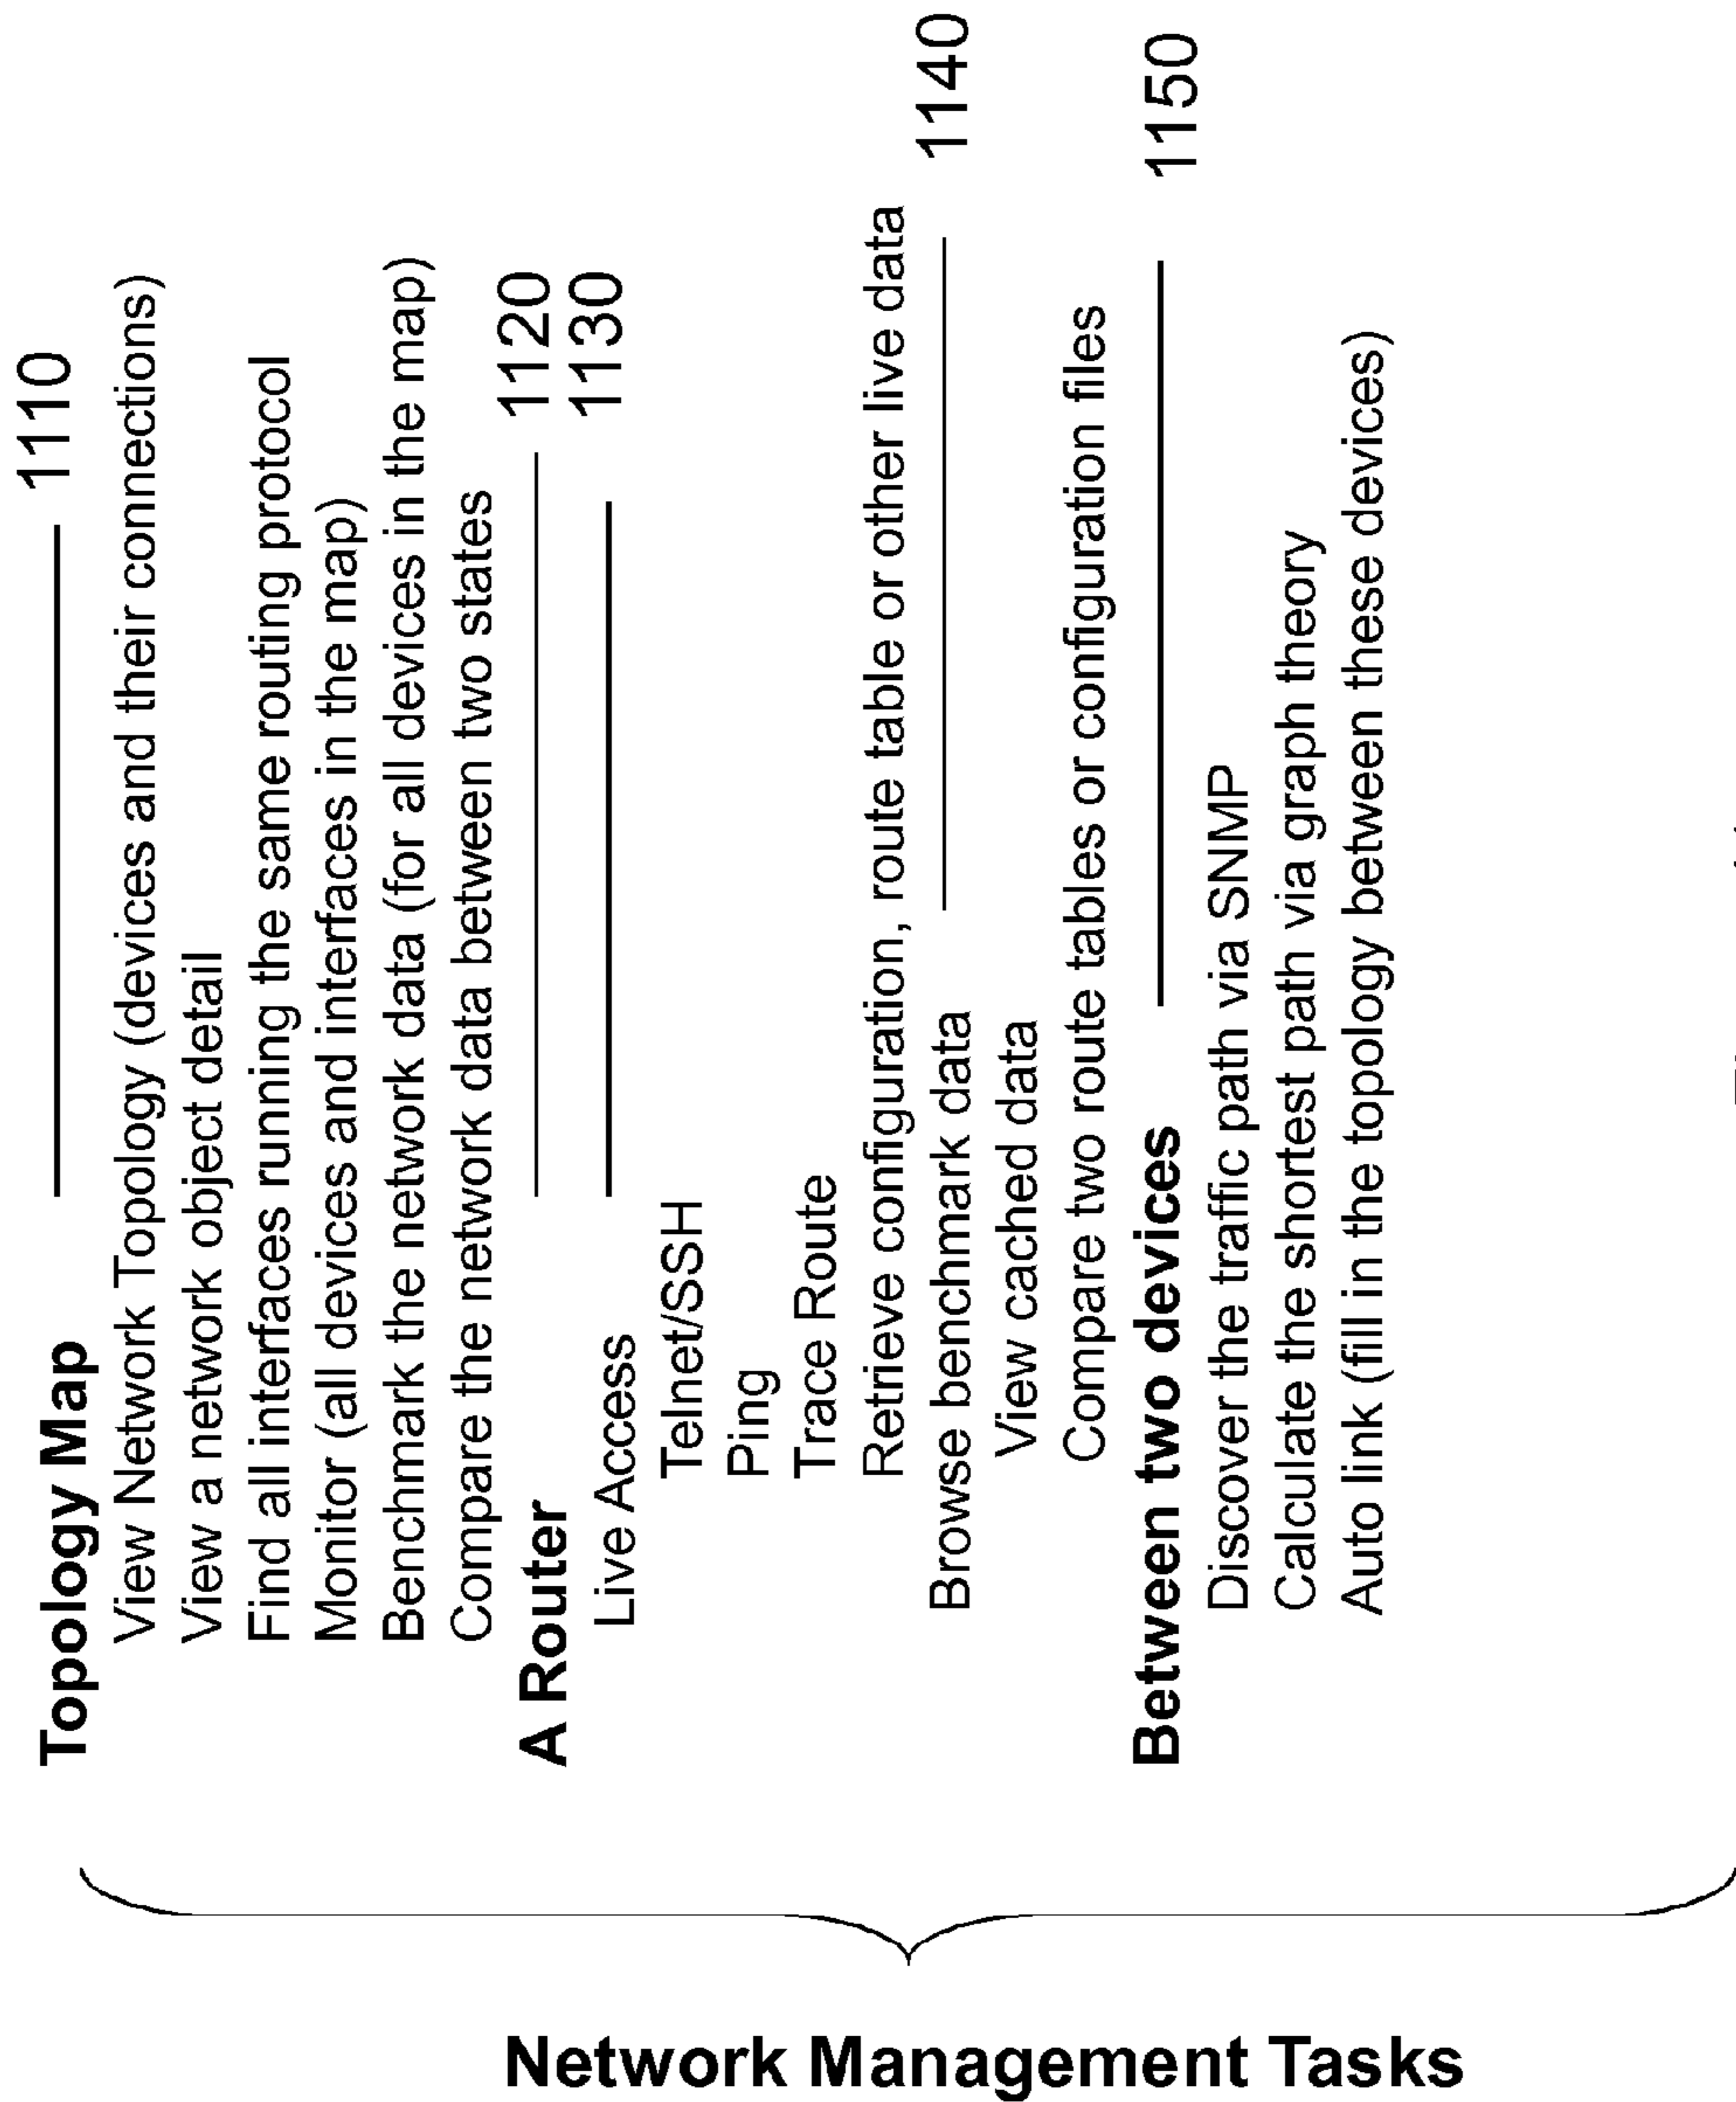 Network Management Tasks
Topology Map 1110
View Network Topology (devices and their connections)
View a network object detail
Find all interfaces running the same routing protocol
Monitor (all devices and interfaces in the map)
Benchmark the network data (for all devices in the map)
Compare the network data between two states
A Router 1120
Live Access 1130
Telnet/SSH
Ping
Trace Route
Retrieve configuration, route table or other live data
Browse benchmark data 1140
View cached data
Compare two route tables or configuration files
Between two devices 1150
Discover the traffic path via SNMP
Calculate the shortest path via graph theory
Auto link (fill in the topology between these devices)